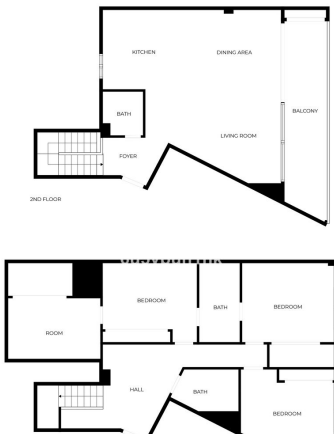 KITCHEN
DINING AREA
BATH
BALCONY
LIVING ROOM
FOYER
2ND FLOOR
BEDROOM
BATH
BEDROOM
ROOM
HALL
BATH
BEDROOM